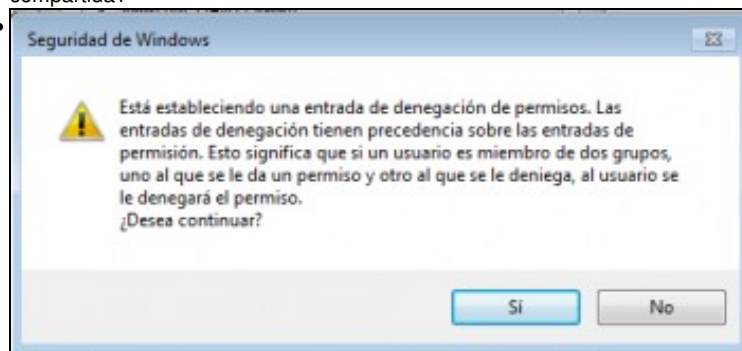 compartida?
Seguridad de Windows
Está estableciendo una entrada de denegación de permisos. Las
entradas de denegación tienen precedencia sobre las entradas de
permisión. Esto significa que si un usuario es miembro de dos grupos,
uno al que se le da un permiso y otro al que se le deniega, al usuario se
le denegará el permiso.
¿Desea continuar?
Sí
No